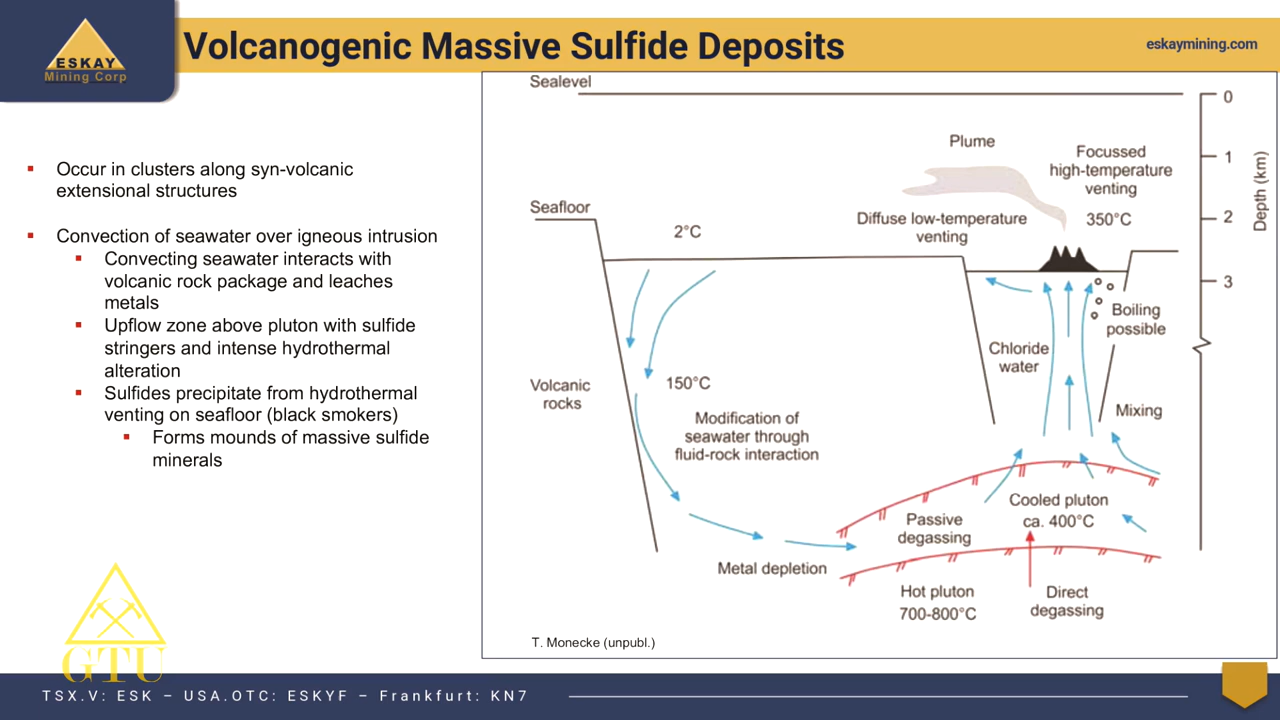 ESKAY
Mining Corp
Volcanogenic Massive Sulfide Deposits
eskaymining.com
▪ Occur in clusters along syn-volcanic
extensional structures
▪ Convection of seawater over igneous intrusion
▪ Convecting seawater interacts with
volcanic rock package and leaches
metals
▪ Upflow zone above pluton with sulfide
stringers and intense hydrothermal
alteration
▪ Sulfides precipitate from hydrothermal
venting on seafloor (black smokers)
▪ Forms mounds of massive sulfide
minerals
Sealevel
0
Plume
Focussed
high-temperature
venting
350°C
1
Depth (km)
Seafloor
2°C
Diffuse low-temperature
venting
2
3
Boiling
possible
Chloride
water
Volcanic
rocks
150°C
Modification of
seawater through
fluid-rock interaction
Mixing
Cooled pluton
ca. 400°C
Passive
degassing
Metal depletion
Hot pluton
700-800°C
Direct
degassing
T. Monecke (unpubl.)
GTU
TSX.V: ESK – USA.OTC: ESKYF – Frankfurt: KN7